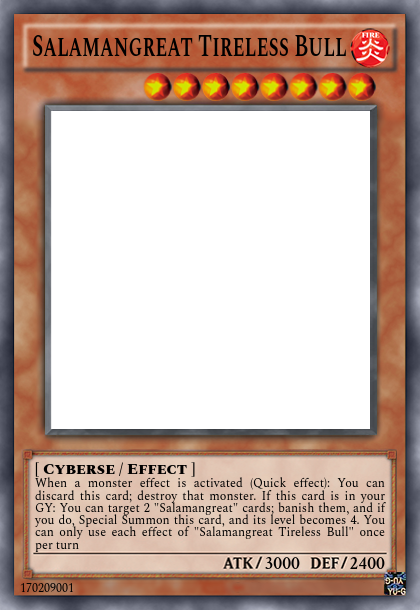 Salamangreat Tireless Bull
FIRE
炎
[ Cyberse / Effect ]
When a monster effect is activated (Quick effect): You can
discard this card; destroy that monster. If this card is in your
GY: You can target 2 "Salamangreat" cards; banish them, and if
you do, Special Summon this card, and its level becomes 4. You
can only use each effect of "Salamangreat Tireless Bull" once
per turn
ATK/3000 DEF/2400
170209001